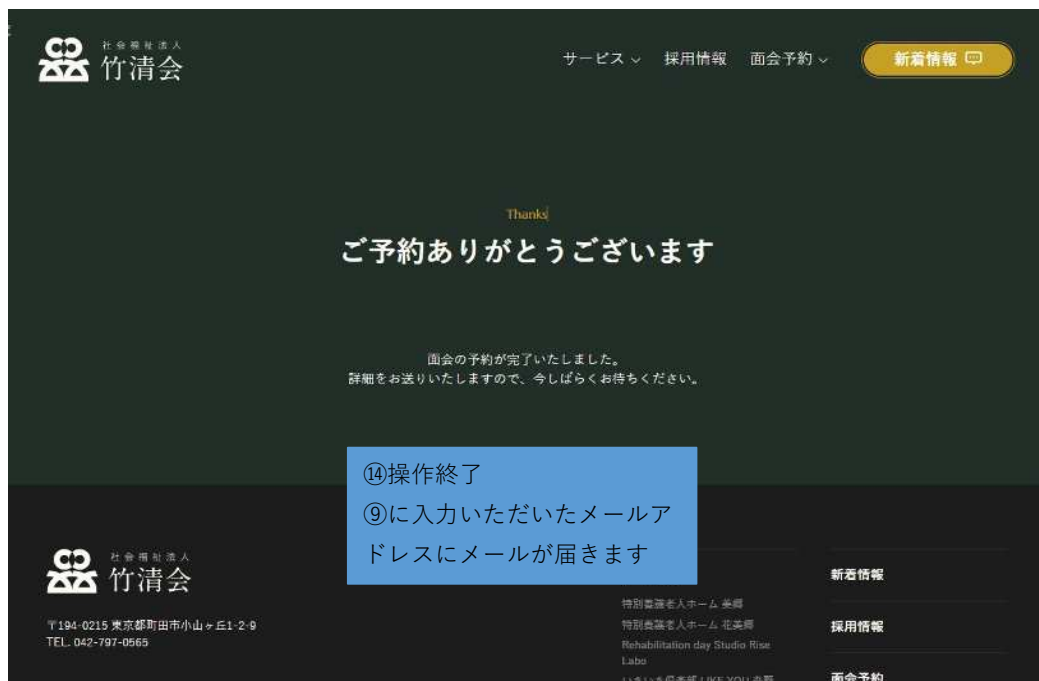 社会福祉法人
竹清会
サービス
採用情報
面会予約
新着情報
Thanks
ご予約ありがとうございます
面会の予約が完了いたしました。
詳細をお送りいたしますので、今しばらくお待ちください。
⑭操作終了
⑨に入力いただいたメールア
ドレスにメールが届きます
社会福祉法人
竹清会
〒194-0215 東京都町田市小山ヶ丘1-2-9
TEL. 042-797-0565
特別養護老人ホーム 美郷
特別養護老人ホーム 花美郷
Rehabilitation day Studio Rise
Labo
新着情報
採用情報
面会予約